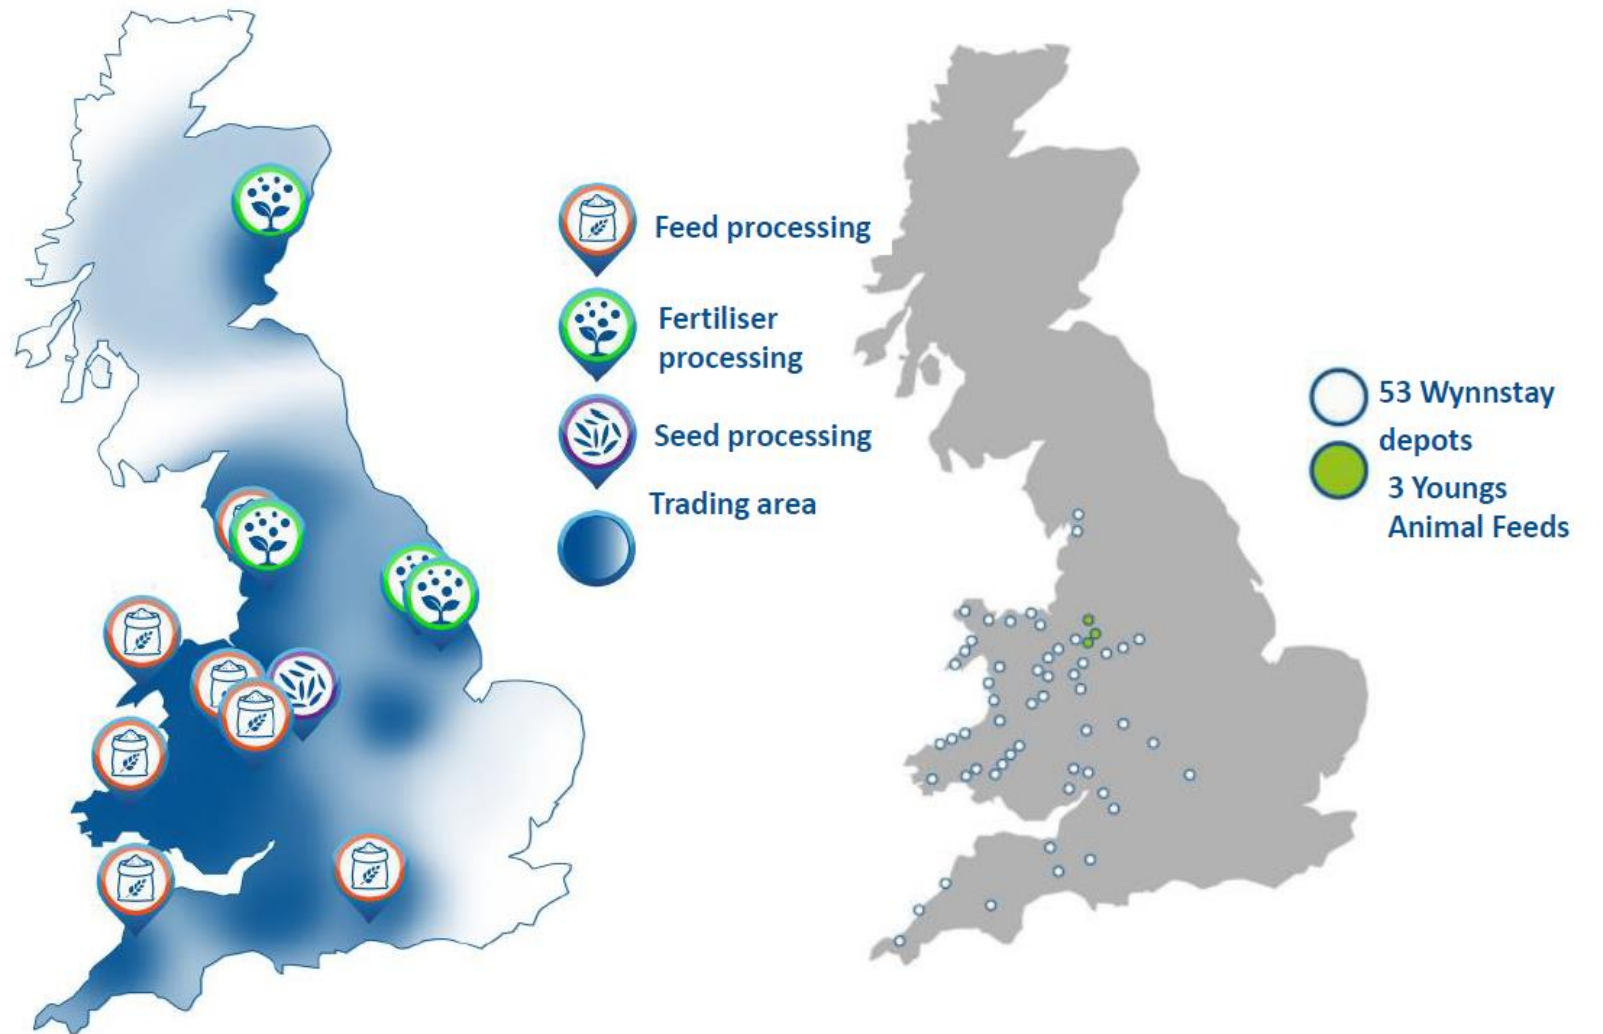 Feed processing
Fertiliser
processing
Seed processing
Trading area
53 Wynnstay
depots
3 Youngs
Animal Feeds